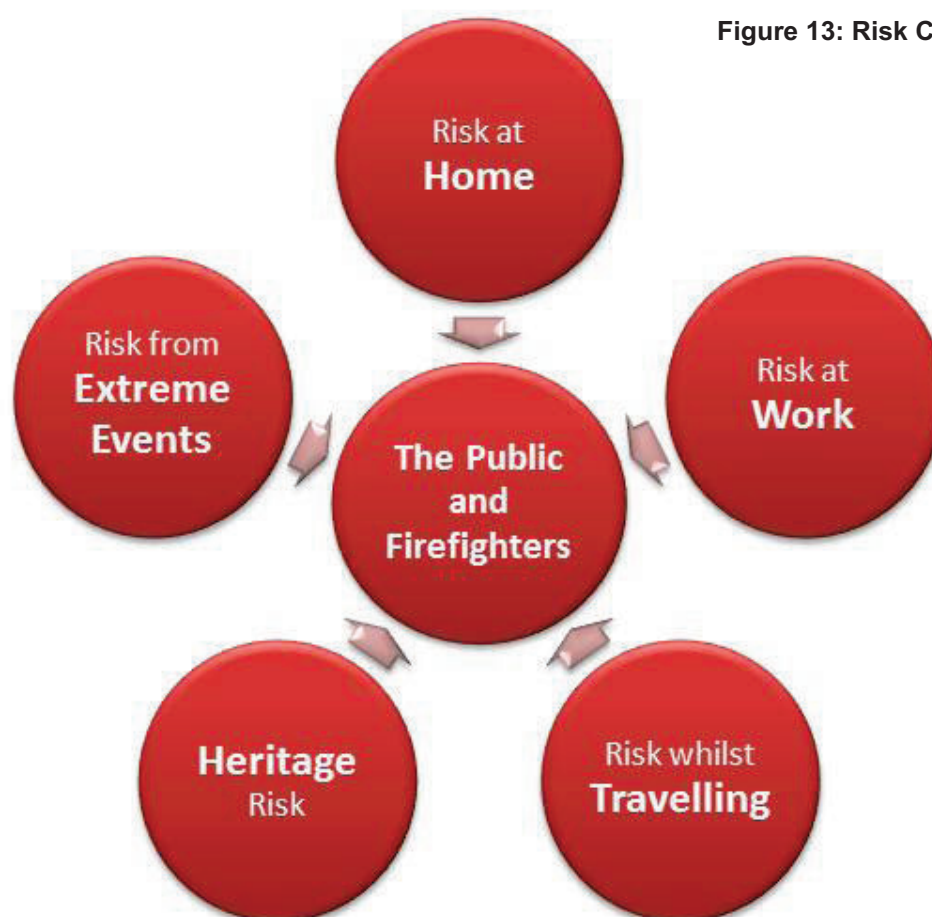 Figure 13: Risk C
Risk at
Home
Risk from
Extreme
Events
Risk at
Work
The Public
and
Firefighters
Heritage
Risk
Risk whilst
Travelling